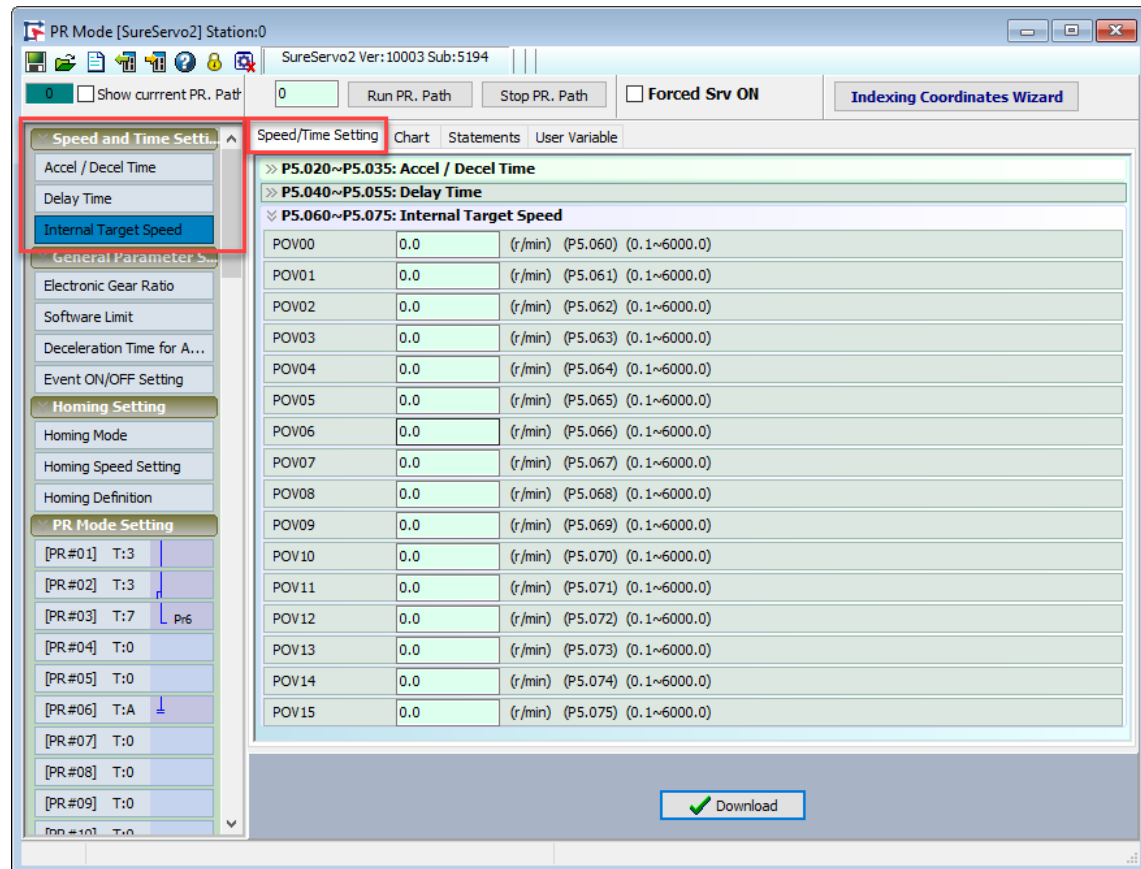 PR Mode [SureServo2] Station:0
SureServo2 Ver:10003 Sub:5194
0 Show currrent PR. Path 0 Run PR. Path Stop PR. Path Forced Srv ON Indexing Coordinates Wizard
Speed and Time Setti...
Accel / Decel Time
Delay Time
Internal Target Speed
General Parameter S...
Electronic Gear Ratio
Software Limit
Deceleration Time for A...
Event ON/OFF Setting
Homing Setting
Homing Mode
Homing Speed Setting
Homing Definition
PR Mode Setting
[PR#01] T:3
[PR#02] T:3
[PR#03] T:7 Pr6
[PR#04] T:0
[PR#05] T:0
[PR#06] T:A
[PR#07] T:0
[PR#08] T:0
[PR#09] T:0
[PR#10] T:0
Speed/Time Setting Chart Statements User Variable
P5.020~P5.035: Accel / Decel Time
P5.040~P5.055: Delay Time
P5.060~P5.075: Internal Target Speed
POV00 0.0 (r/min) (P5.060) (0.1~6000.0)
POV01 0.0 (r/min) (P5.061) (0.1~6000.0)
POV02 0.0 (r/min) (P5.062) (0.1~6000.0)
POV03 0.0 (r/min) (P5.063) (0.1~6000.0)
POV04 0.0 (r/min) (P5.064) (0.1~6000.0)
POV05 0.0 (r/min) (P5.065) (0.1~6000.0)
POV06 0.0 (r/min) (P5.066) (0.1~6000.0)
POV07 0.0 (r/min) (P5.067) (0.1~6000.0)
POV08 0.0 (r/min) (P5.068) (0.1~6000.0)
POV09 0.0 (r/min) (P5.069) (0.1~6000.0)
POV10 0.0 (r/min) (P5.070) (0.1~6000.0)
POV11 0.0 (r/min) (P5.071) (0.1~6000.0)
POV12 0.0 (r/min) (P5.072) (0.1~6000.0)
POV13 0.0 (r/min) (P5.073) (0.1~6000.0)
POV14 0.0 (r/min) (P5.074) (0.1~6000.0)
POV15 0.0 (r/min) (P5.075) (0.1~6000.0)
Download